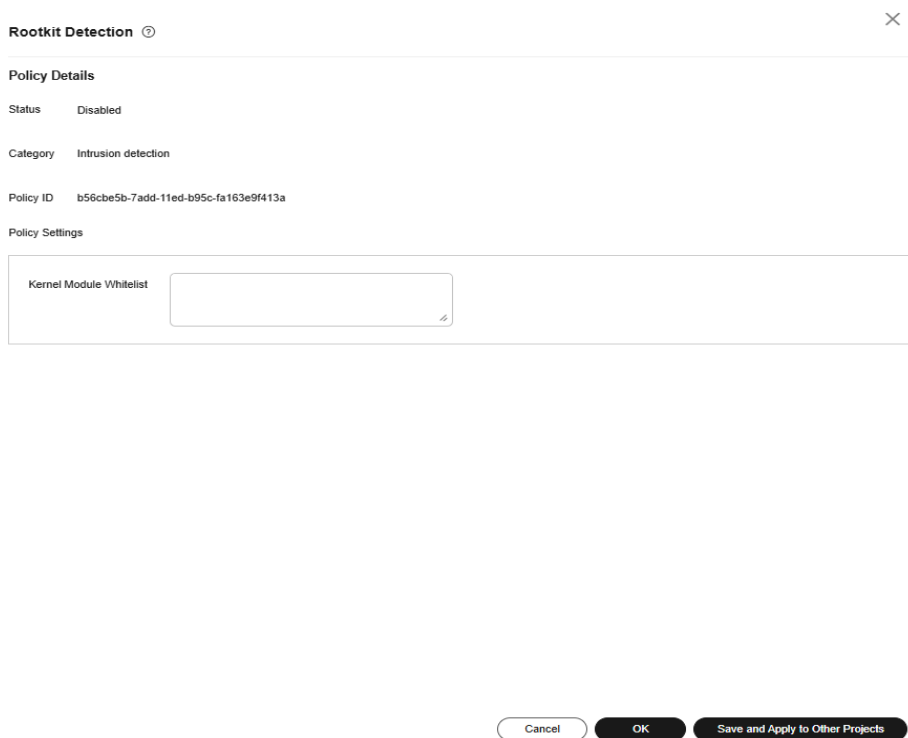 Rootkit Detection ?
Policy Details
Status Disabled
Category Intrusion detection
Policy ID b56cbe5b-7add-11ed-b95c-fa163e9f413a
Policy Settings
Kernel Module Whitelist
Cancel OK Save and Apply to Other Projects